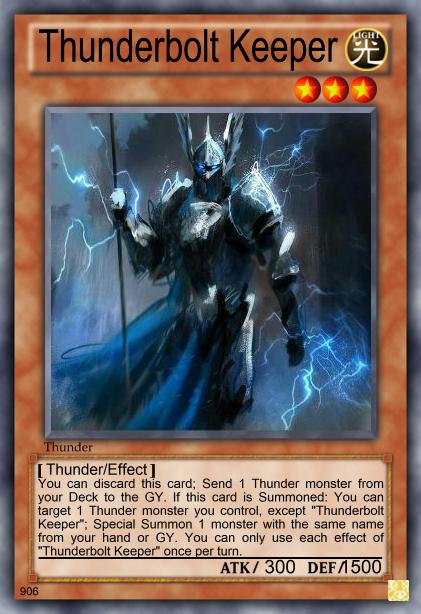 Thunderbolt Keeper
LIGHT
光
Thunder
[ Thunder/Effect ]
You can discard this card; Send 1 Thunder monster from
your Deck to the GY. If this card is Summoned: You can
target 1 Thunder monster you control, except "Thunderbolt
Keeper"; Special Summon 1 monster with the same name
from your hand or GY. You can only use each effect of
"Thunderbolt Keeper" once per turn.
ATK/ 300 DEF/1500
906